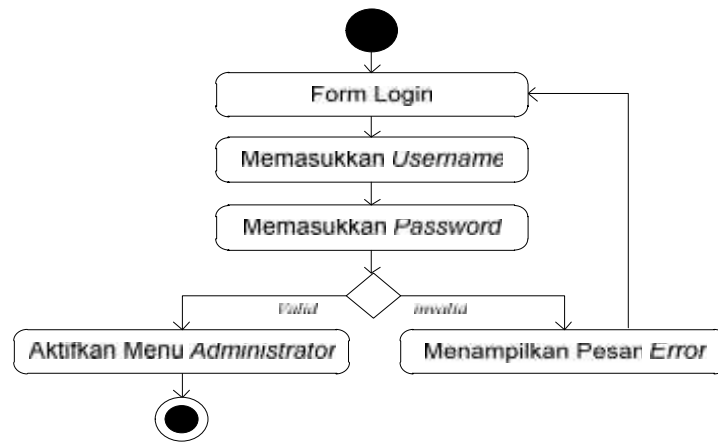 Form Login
Memasukkan Username
Memasukkan Password
Valid
invalid
Aktifkan Menu Administrator
Menampilkan Pesan Error